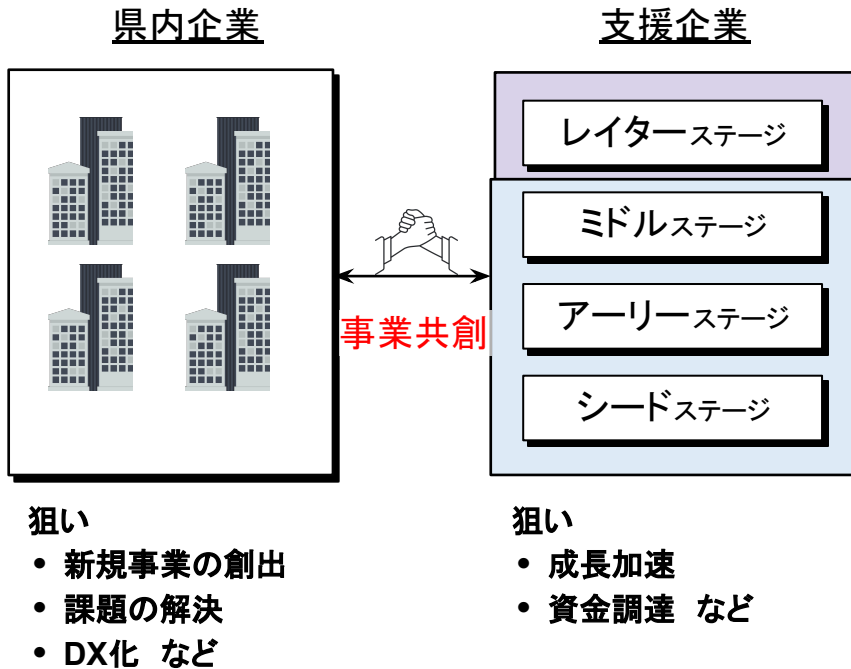 県内企業
支援企業
レイターステージ
ミドルステージ
アーリーステージ
シードステージ
事業共創
狙い
• 新規事業の創出
• 課題の解決
• DX化 など
狙い
• 成長加速
• 資金調達 など